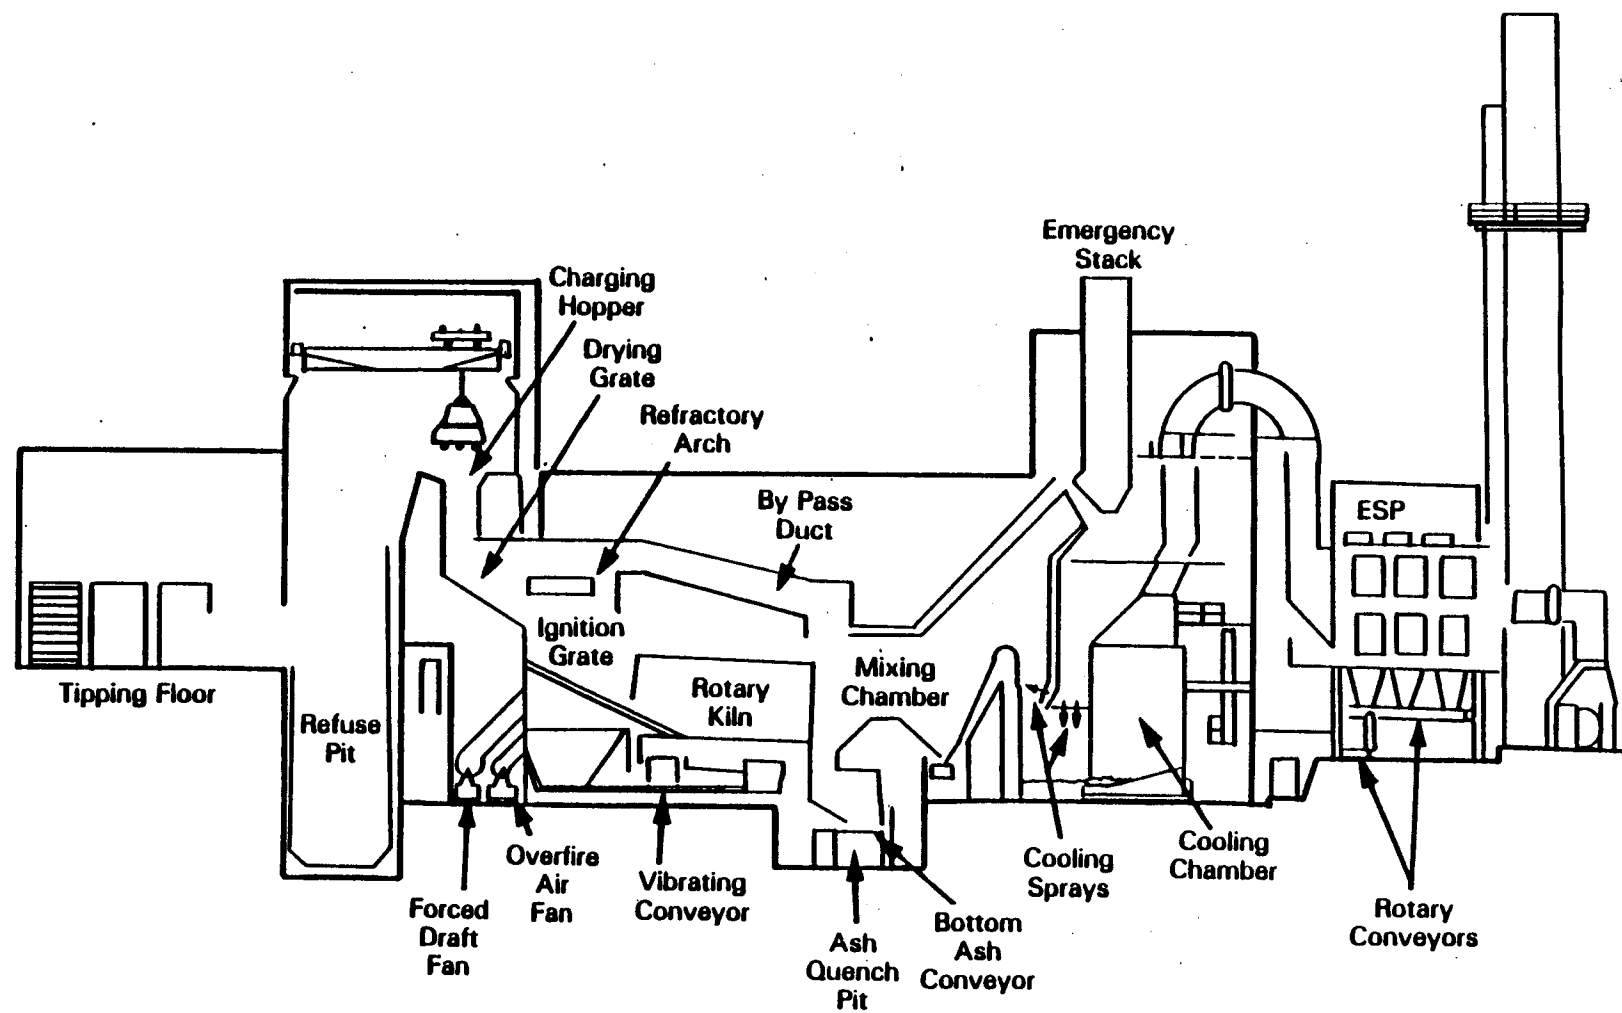 Emergency
Stack
Charging
Hopper
Drying
Grate
Refractory
Arch
By Pass
Duct
ESP
Ignition
Grate
Mixing
Chamber
Rotary
Kiln
Tipping Floor
Refuse
Pit
Cooling
Chamber
Cooling
Sprays
Overfire
Air
Fan
Vibrating
Conveyor
Forced
Draft
Fan
Rotary
Conveyors
Bottom
Ash
Conveyor
Ash
Quench
Pit